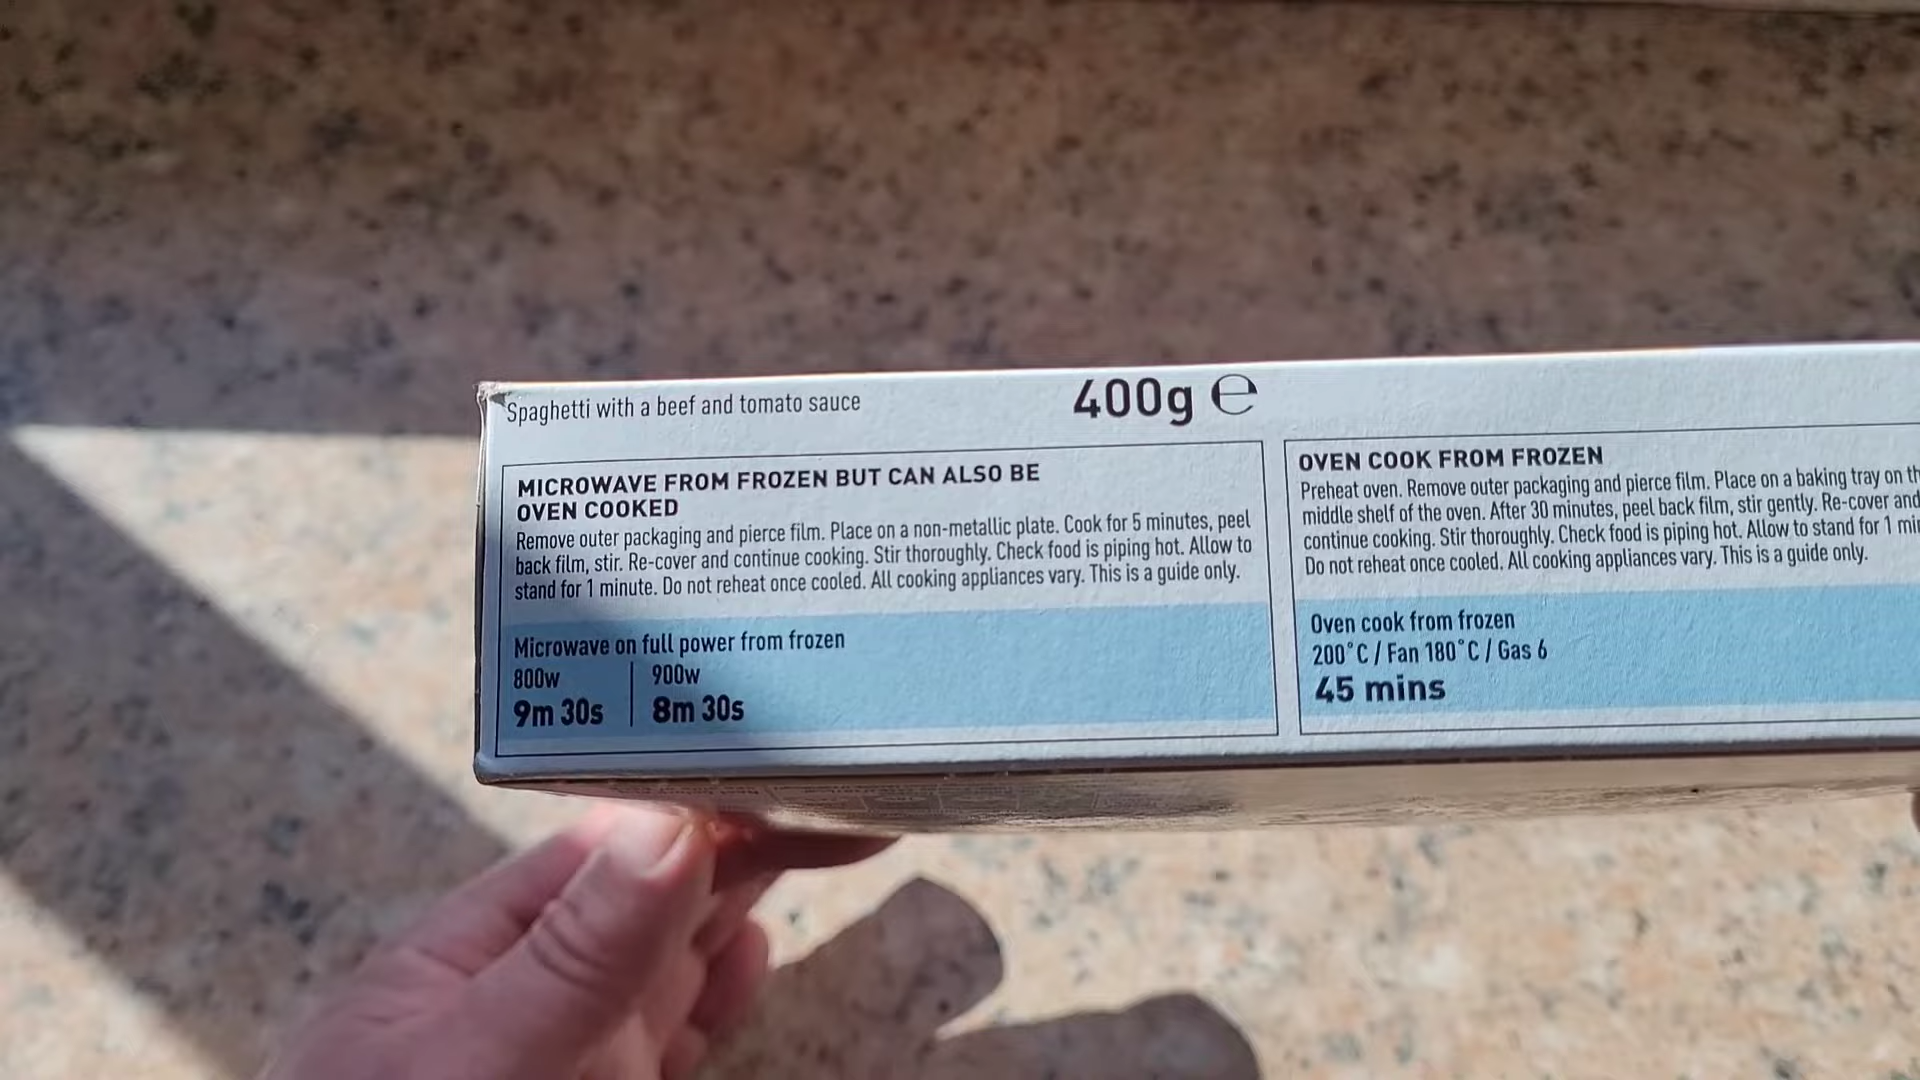 Spaghetti with a beef and tomato sauce
400g ℮
MICROWAVE FROM FROZEN BUT CAN ALSO BE
OVEN COOKED
Remove outer packaging and pierce film. Place on a non-metallic plate. Cook for 5 minutes, peel
back film, stir. Re-cover and continue cooking. Stir thoroughly. Check food is piping hot. Allow to
stand for 1 minute. Do not reheat once cooled. All cooking appliances vary. This is a guide only.
Microwave on full power from frozen
800w
900w
9m 30s
8m 30s
OVEN COOK FROM FROZEN
Preheat oven. Remove outer packaging and pierce film. Place on a baking tray on
middle shelf of the oven. After 30 minutes, peel back film, stir gently. Re-cover and
continue cooking. Stir thoroughly. Check food is piping hot. Allow to stand for 1
Do not reheat once cooled. All cooking appliances vary. This is a guide only.
Oven cook from frozen
200°C / Fan 180°C / Gas 6
45 mins